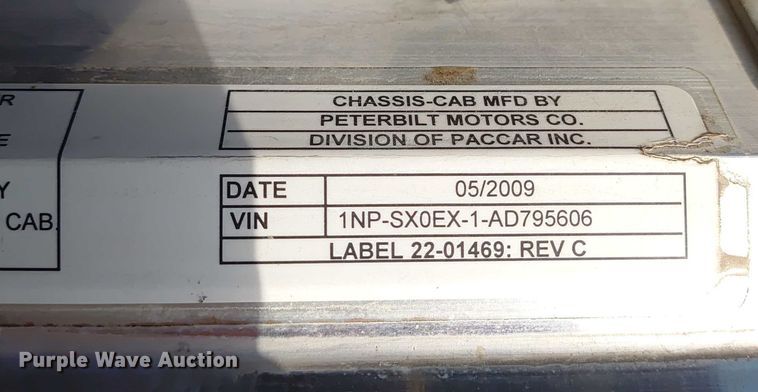 R
E
Y
CAB.
CHASSIS-CAB MFD BY
PETERBILT MOTORS CO.
DIVISION OF PACCAR INC.
DATE 05/2009
VIN 1NP-SX0EX-1-AD795606
LABEL 22-01469: REV C
Purple Wave Auction